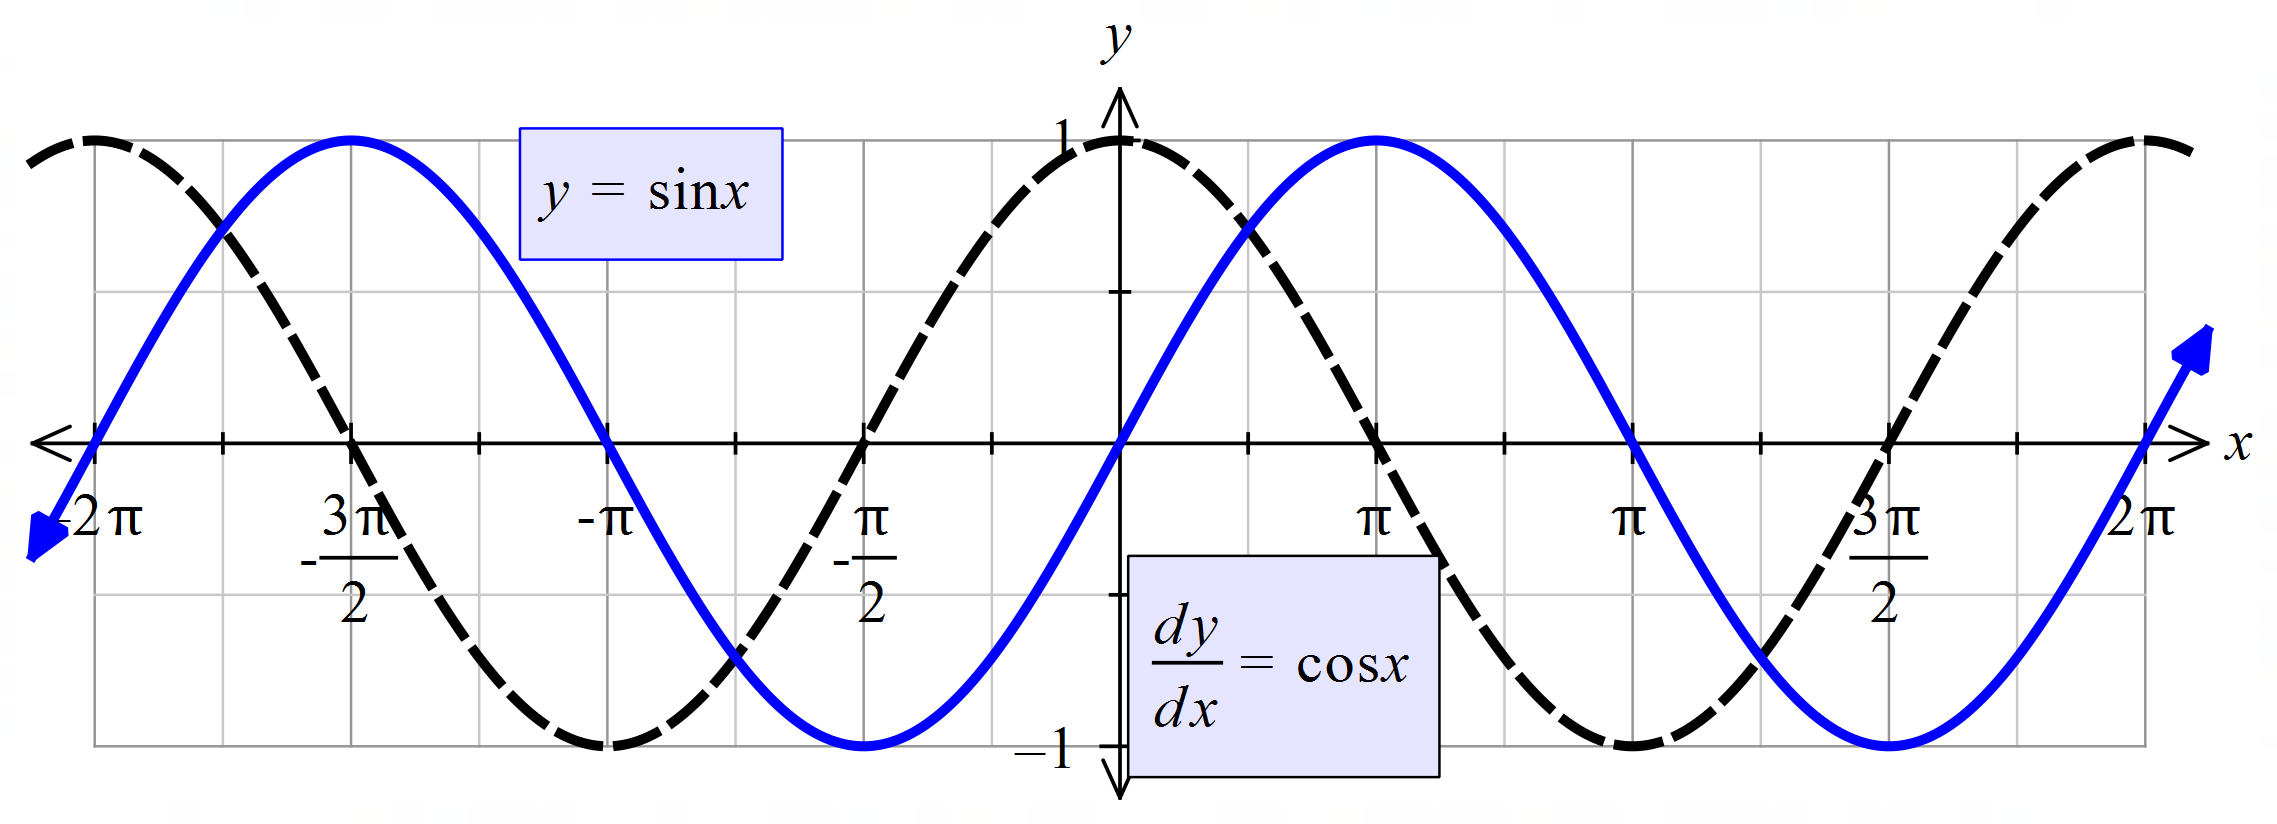 y
1
y = sinx
x
-2π
-3π/2
-π
-π/2
π
π
3π/2
2π
dy/dx = cosx
−1